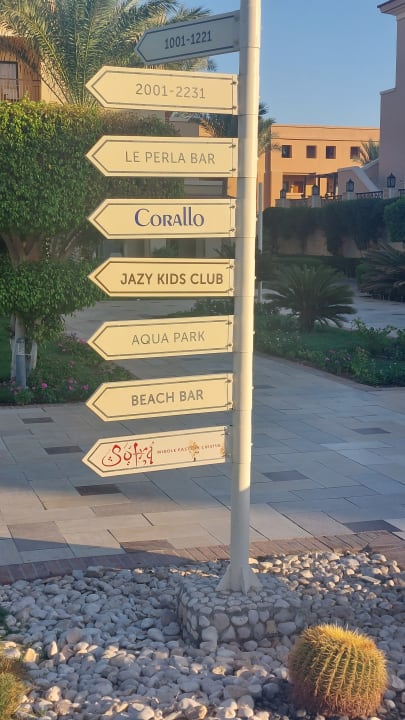 1001-1221
2001-2231
LE PERLA BAR
CORALLO
JAZY KIDS CLUB
AQUA PARK
BEACH BAR
Sofra MIDDLE EASTERN CUISINE